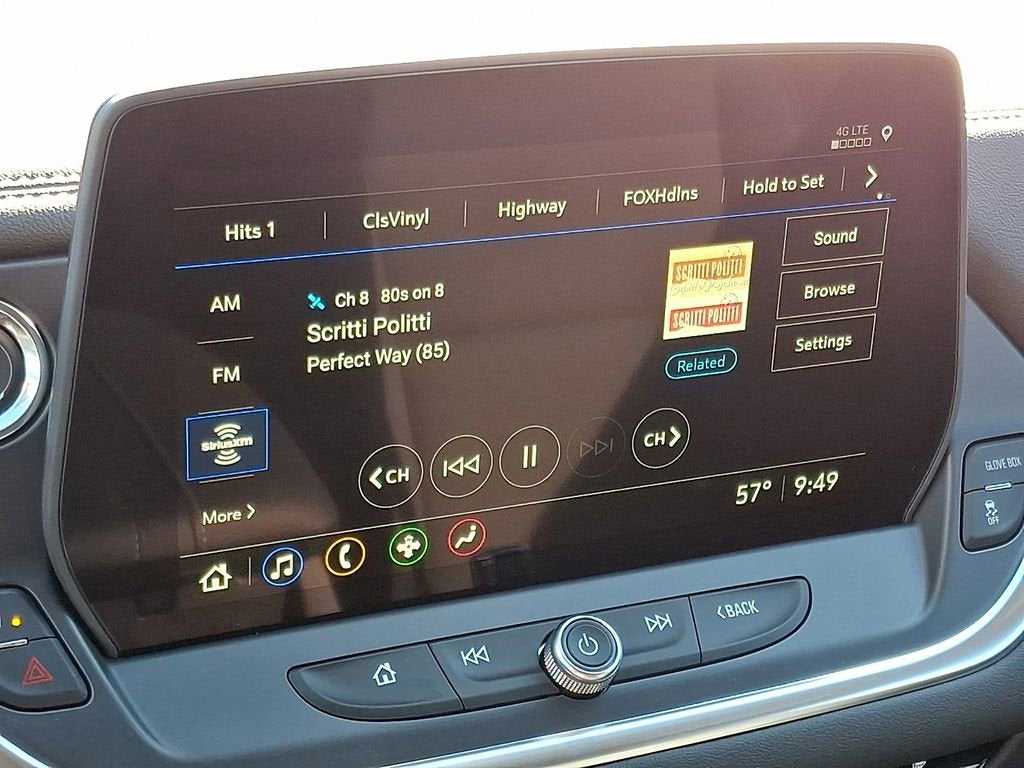 4G LTE
Hits 1
ClsVinyl
Highway
FOXHdlns
Hold to Set
AM
FM
SiriusXM
More
Ch 8 80s on 8
Scritti Politti
Perfect Way (85)
SCRITTI POLITTI
SCRITTI POLITTI
Related
Sound
Browse
Settings
CH
CH
57° 9:49
GLOVE BOX
OFF
BACK